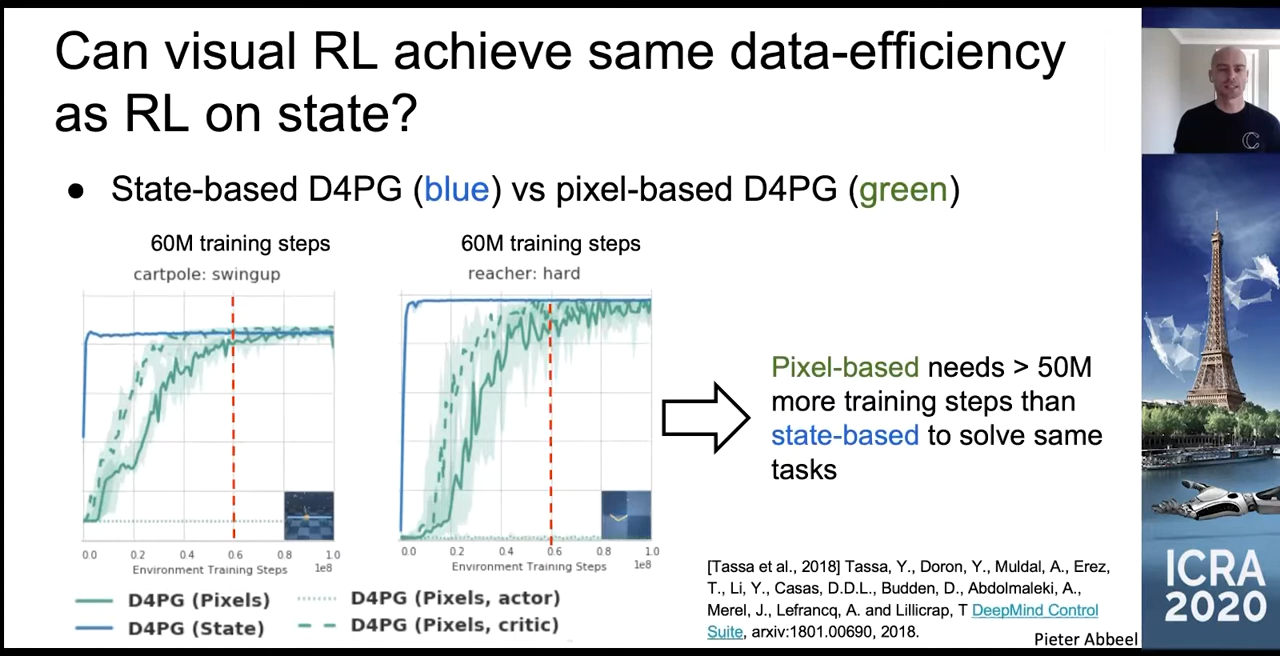 Can visual RL achieve same data-efficiency
as RL on state?
● State-based D4PG (blue) vs pixel-based D4PG (green)
60M training steps
cartpole: swingup
0.0 0.2 0.4 0.6 0.8 1.0
1e8
Environment Training Steps
60M training steps
reacher: hard
0.0 0.2 0.4 0.6 0.8 1.0
1e8
Environment Training Steps
D4PG (Pixels)
D4PG (State)
D4PG (Pixels, actor)
D4PG (Pixels, critic)
Pixel-based needs > 50M
more training steps than
state-based to solve same
tasks
[Tassa et al., 2018] Tassa, Y., Doron, Y., Muldal, A., Erez,
T., Li, Y., Casas, D.D.L., Budden, D., Abdolmaleki, A.,
Merel, J., Lefrancq, A. and Lillicrap, T DeepMind Control
Suite, arxiv:1801.00690, 2018.
Pieter Abbeel
C
ICRA
2020